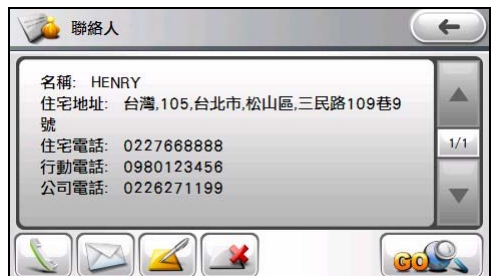 聯絡人
名稱: HENRY
住宅地址: 台灣,105,台北市,松山區,三民路109巷9
號
住宅電話: 0227668888
行動電話: 0980123456
公司電話: 0226271199
1/1
GO